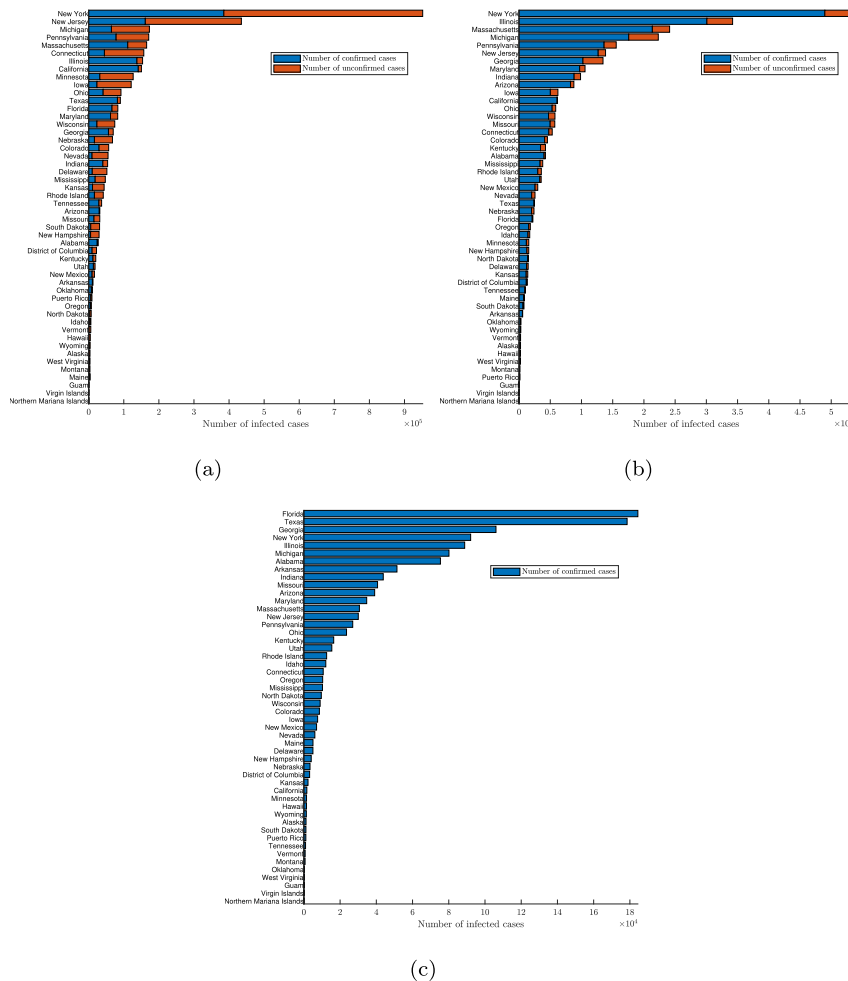 New York
New Jersey
Michigan
Pennsylvania
Massachusetts
Connecticut
Illinois
California
Minnesota
Iowa
Ohio
Texas
Florida
Maryland
Wisconsin
Georgia
Nebraska
Colorado
Nevada
Indiana
Delaware
Mississippi
Kansas
Rhode Island
Tennessee
Arizona
Missouri
South Dakota
New Hampshire
Alabama
District of Columbia
Kentucky
Utah
New Mexico
Arkansas
Oklahoma
Puerto Rico
Oregon
North Dakota
Idaho
Vermont
Hawaii
Wyoming
Alaska
West Virginia
Montana
Maine
Guam
Virgin Islands
Northern Mariana Islands
Number of confirmed cases
Number of unconfirmed cases
0 1 2 3 4 5 6 7 8 9
Number of infected cases
×10^5
(a)
New York
Illinois
Massachusetts
Michigan
Pennsylvania
New Jersey
Georgia
Maryland
Indiana
Arizona
Iowa
California
Ohio
Wisconsin
Missouri
Connecticut
Colorado
Kentucky
Alabama
Mississippi
Rhode Island
Utah
New Mexico
Nevada
Texas
Nebraska
Florida
Oregon
Idaho
Minnesota
New Hampshire
North Dakota
Delaware
Kansas
District of Columbia
Tennessee
Maine
South Dakota
Arkansas
Oklahoma
Wyoming
Vermont
Alaska
Hawaii
West Virginia
Montana
Puerto Rico
Guam
Virgin Islands
Northern Mariana Islands
Number of confirmed cases
Number of unconfirmed cases
0 0.5 1 1.5 2 2.5 3 3.5 4 4.5 5
Number of infected cases
(b)
Florida
Texas
Georgia
New York
Illinois
Michigan
Alabama
Arkansas
Indiana
Missouri
Arizona
Maryland
Massachusetts
New Jersey
Pennsylvania
Ohio
Kentucky
Utah
Rhode Island
Idaho
Connecticut
Oregon
Mississippi
North Dakota
Wisconsin
Colorado
Iowa
New Mexico
Nevada
Maine
Delaware
New Hampshire
Nebraska
District of Columbia
Kansas
California
Minnesota
Hawaii
Wyoming
Alaska
South Dakota
Puerto Rico
Tennessee
Vermont
Montana
Oklahoma
West Virginia
Guam
Virgin Islands
Northern Mariana Islands
Number of confirmed cases
0 2 4 6 8 10 12 14 16 18
Number of infected cases
×10^4
(c)